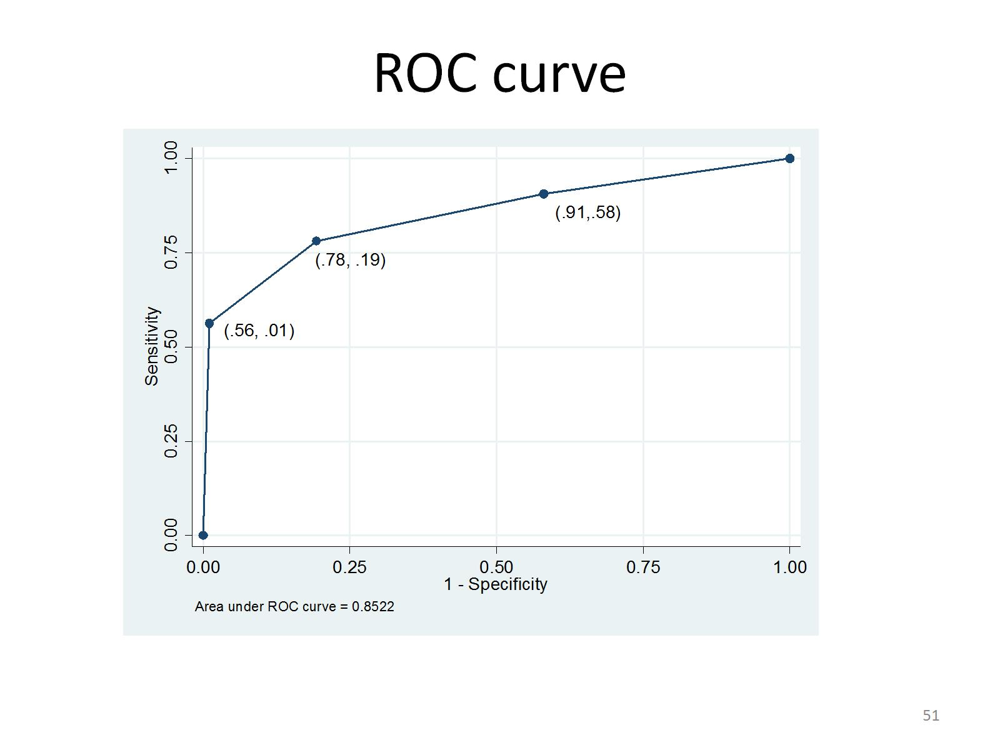 ROC curve
1.00
0.75
0.50
0.25
0.00
Sensitivity
(.91,.58)
(.78, .19)
(.56, .01)
0.00 0.25 0.50 0.75 1.00
1 - Specificity
Area under ROC curve = 0.8522
51